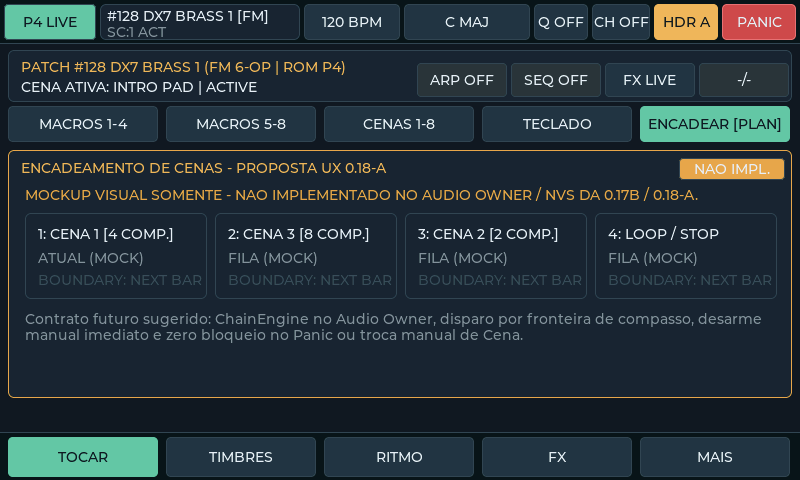 P4 LIVE
#128 DX7 BRASS 1 [FM]
SC:1 ACT
120 BPM
C MAJ
Q OFF
CH OFF
HDR A
PANIC
PATCH #128 DX7 BRASS 1 (FM 6-OP | ROM P4)
CENA ATIVA: INTRO PAD | ACTIVE
ARP OFF
SEQ OFF
FX LIVE
-/-
MACROS 1-4
MACROS 5-8
CENAS 1-8
TECLADO
ENCADEAR [PLAN]
ENCADEAMENTO DE CENAS - PROPOSTA UX 0.18-A
NAO IMPL.
MOCKUP VISUAL SOMENTE - NAO IMPLEMENTADO NO AUDIO OWNER / NVS DA 0.17B / 0.18-A.
1: CENA 1 [4 COMP.]
ATUAL (MOCK)
BOUNDARY: NEXT BAR
2: CENA 3 [8 COMP.]
FILA (MOCK)
BOUNDARY: NEXT BAR
3: CENA 2 [2 COMP.]
FILA (MOCK)
BOUNDARY: NEXT BAR
4: LOOP / STOP
FILA (MOCK)
BOUNDARY: NEXT BAR
Contrato futuro sugerido: ChainEngine no Audio Owner, disparo por fronteira de compasso, desarme
manual imediato e zero bloqueio no Panic ou troca manual de Cena.
TOCAR
TIMBRES
RITMO
FX
MAIS